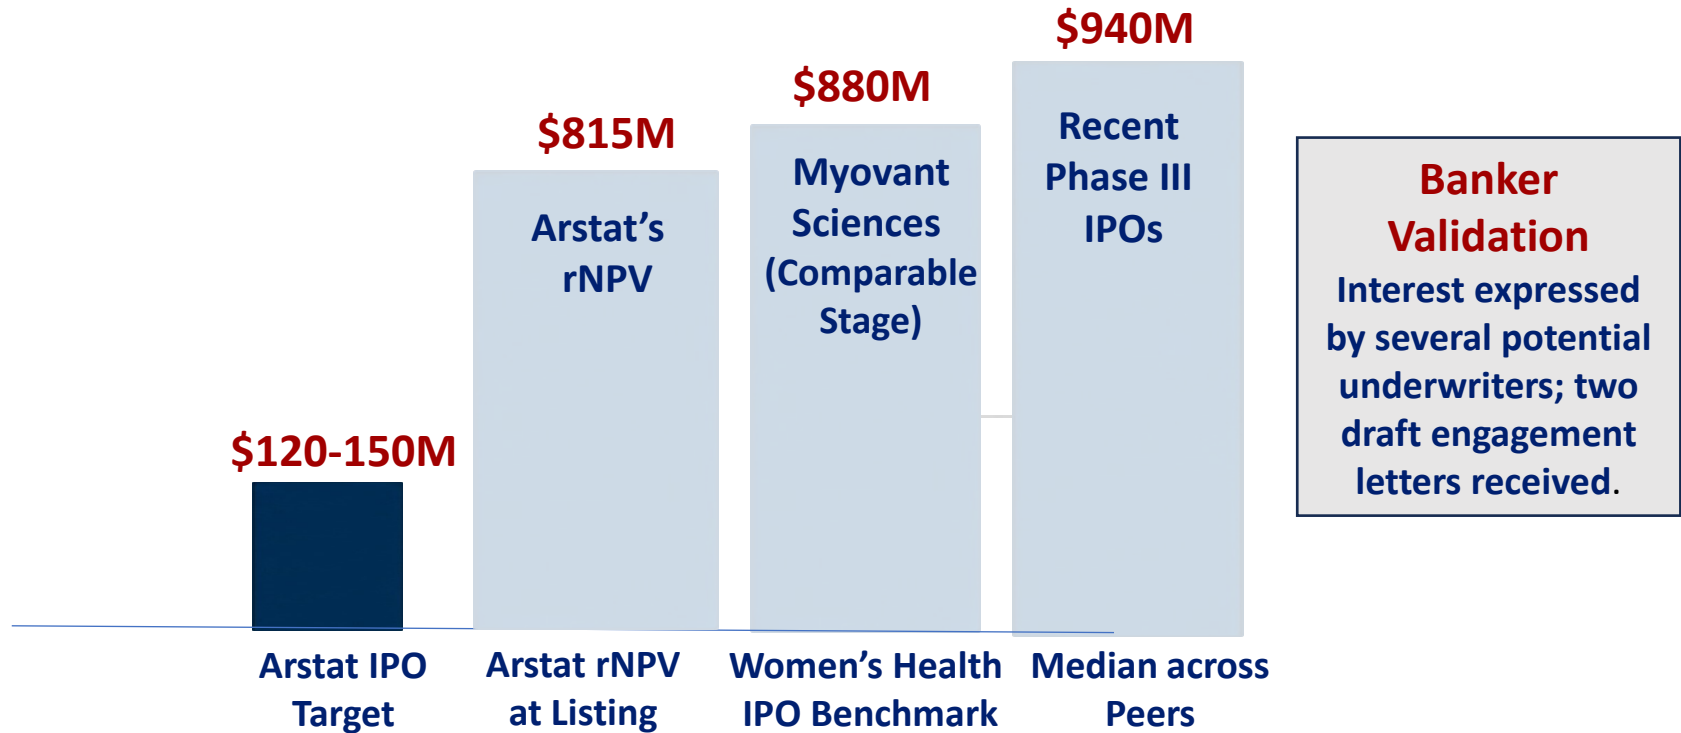 $120-150M
Arstat IPO
Target
$815M
Arstat’s
rNPV
Arstat rNPV
at Listing
$880M
Myovant
Sciences
(Comparable
Stage)
Women’s Health
IPO Benchmark
$940M
Recent
Phase III
IPOs
Median across
Peers
Banker
Validation
Interest expressed
by several potential
underwriters; two
draft engagement
letters received.